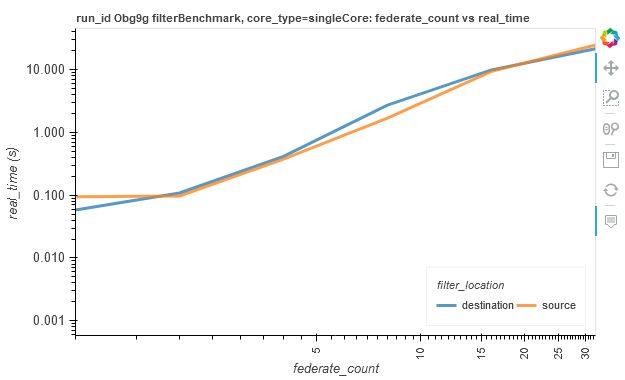 run_id Obg9g filterBenchmark, core_type=singleCore: federate_count vs real_time
10.000
1.000
0.100
0.010
0.001
real_time (s)
filter_location
destination source
5 10 15 20 25 30
federate_count